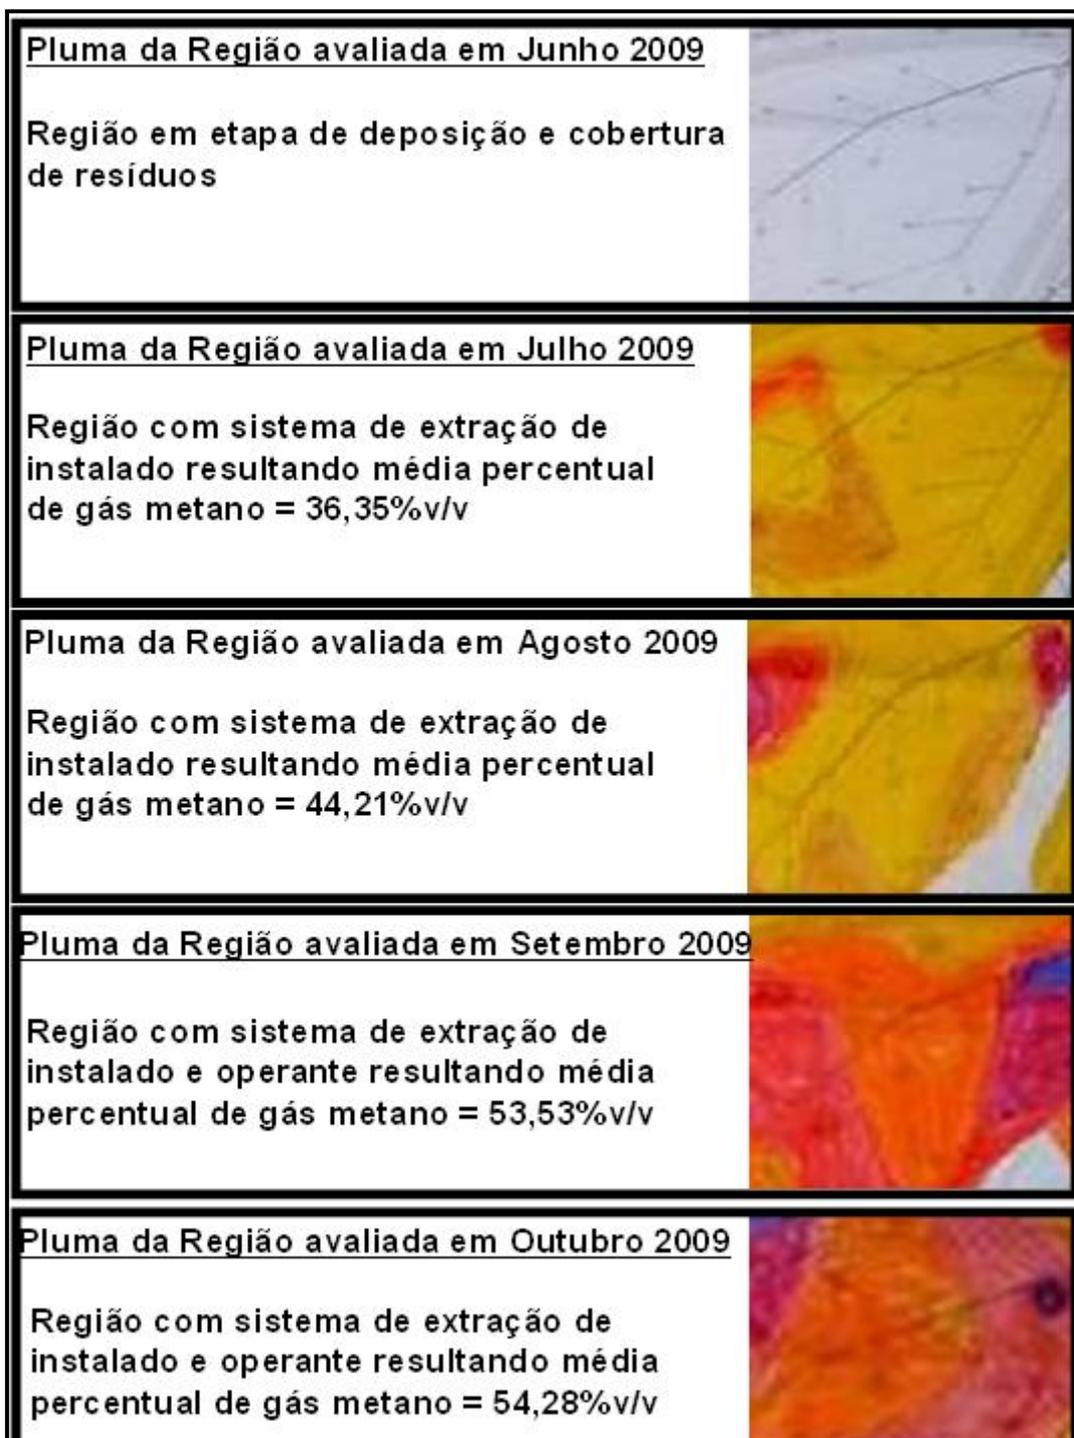 Pluma da Região avaliada em Junho 2009
Região em etapa de deposição e cobertura
de resíduos
Pluma da Região avaliada em Julho 2009
Região com sistema de extração de
instalado resultando média percentual
de gás metano = 36,35%v/v
Pluma da Região avaliada em Agosto 2009
Região com sistema de extração de
instalado resultando média percentual
de gás metano = 44,21%v/v
Pluma da Região avaliada em Setembro 2009
Região com sistema de extração de
instalado e operante resultando média
percentual de gás metano = 53,53%v/v
Pluma da Região avaliada em Outubro 2009
Região com sistema de extração de
instalado e operante resultando média
percentual de gás metano = 54,28%v/v